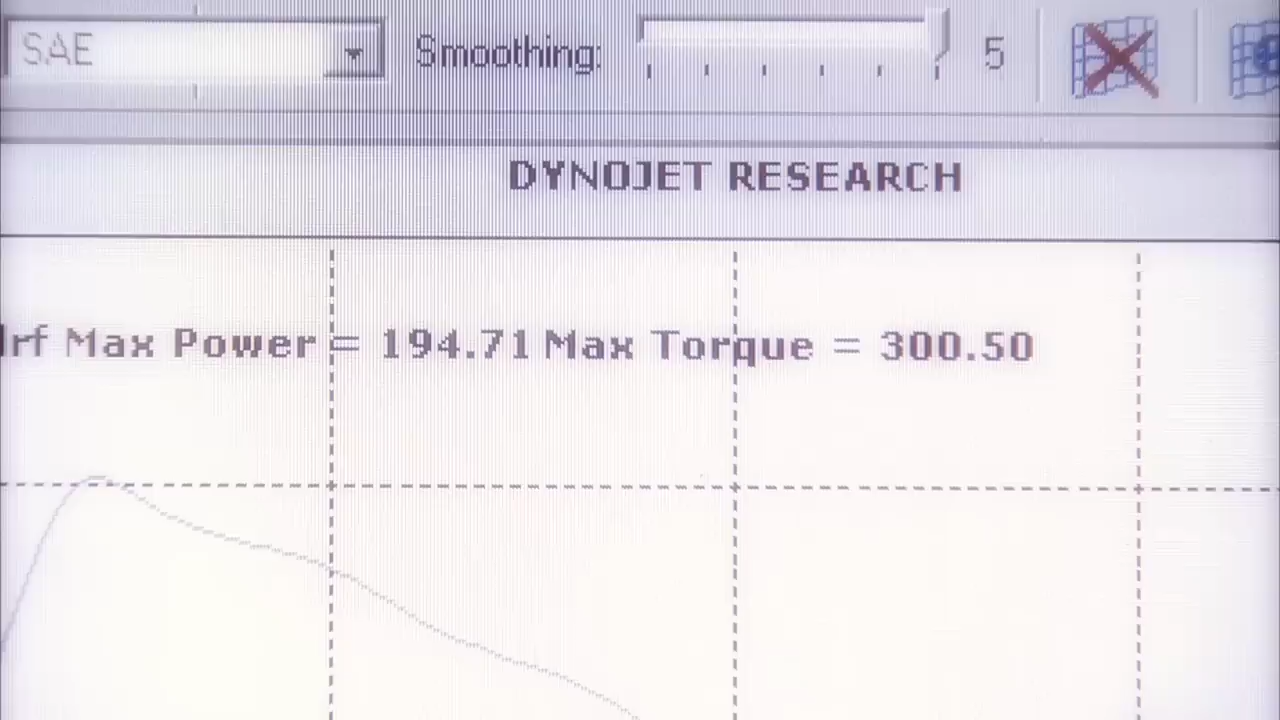 SAE Smoothing: 5
DYNOJET RESEARCH
Max Power = 194.71 Max Torque = 300.50